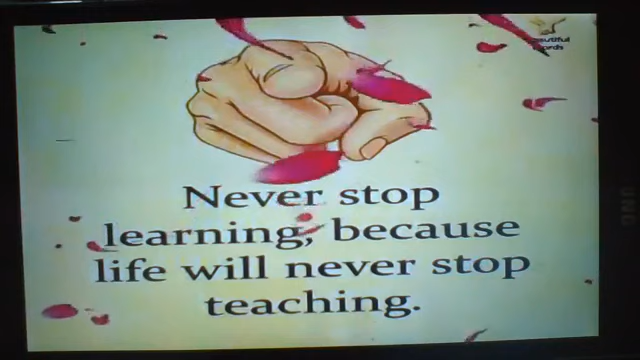 Never stop
learning, because
life will never stop
teaching.